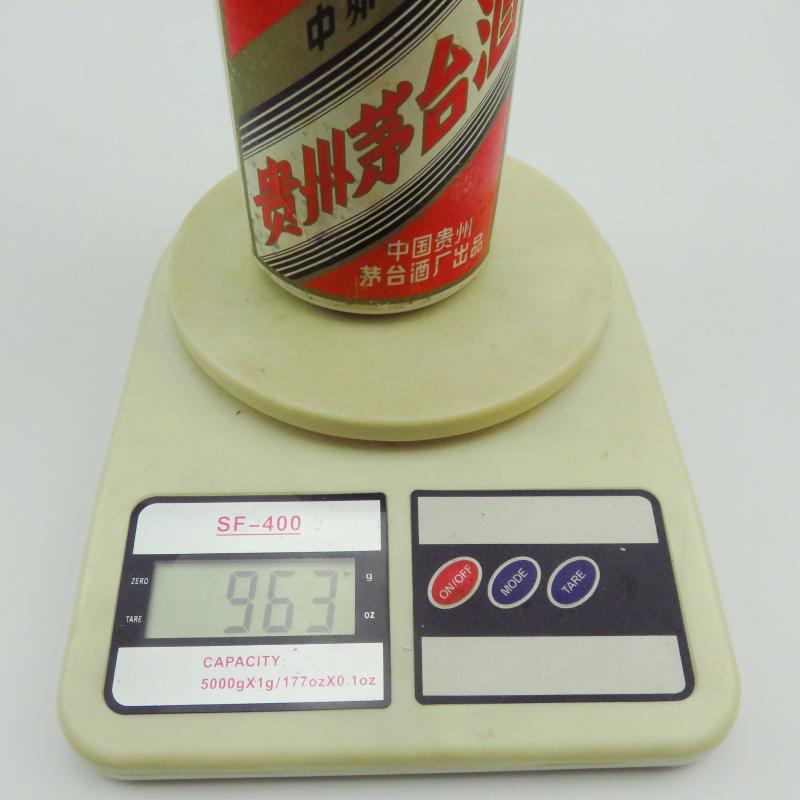 中
贵州茅台酒
中国贵州
茅台酒厂出品
SF-400
ZERO
963
g
TARE
oz
CAPACITY:
5000gX1g/177ozX0.1oz
ON/OFF
MODE
TARE